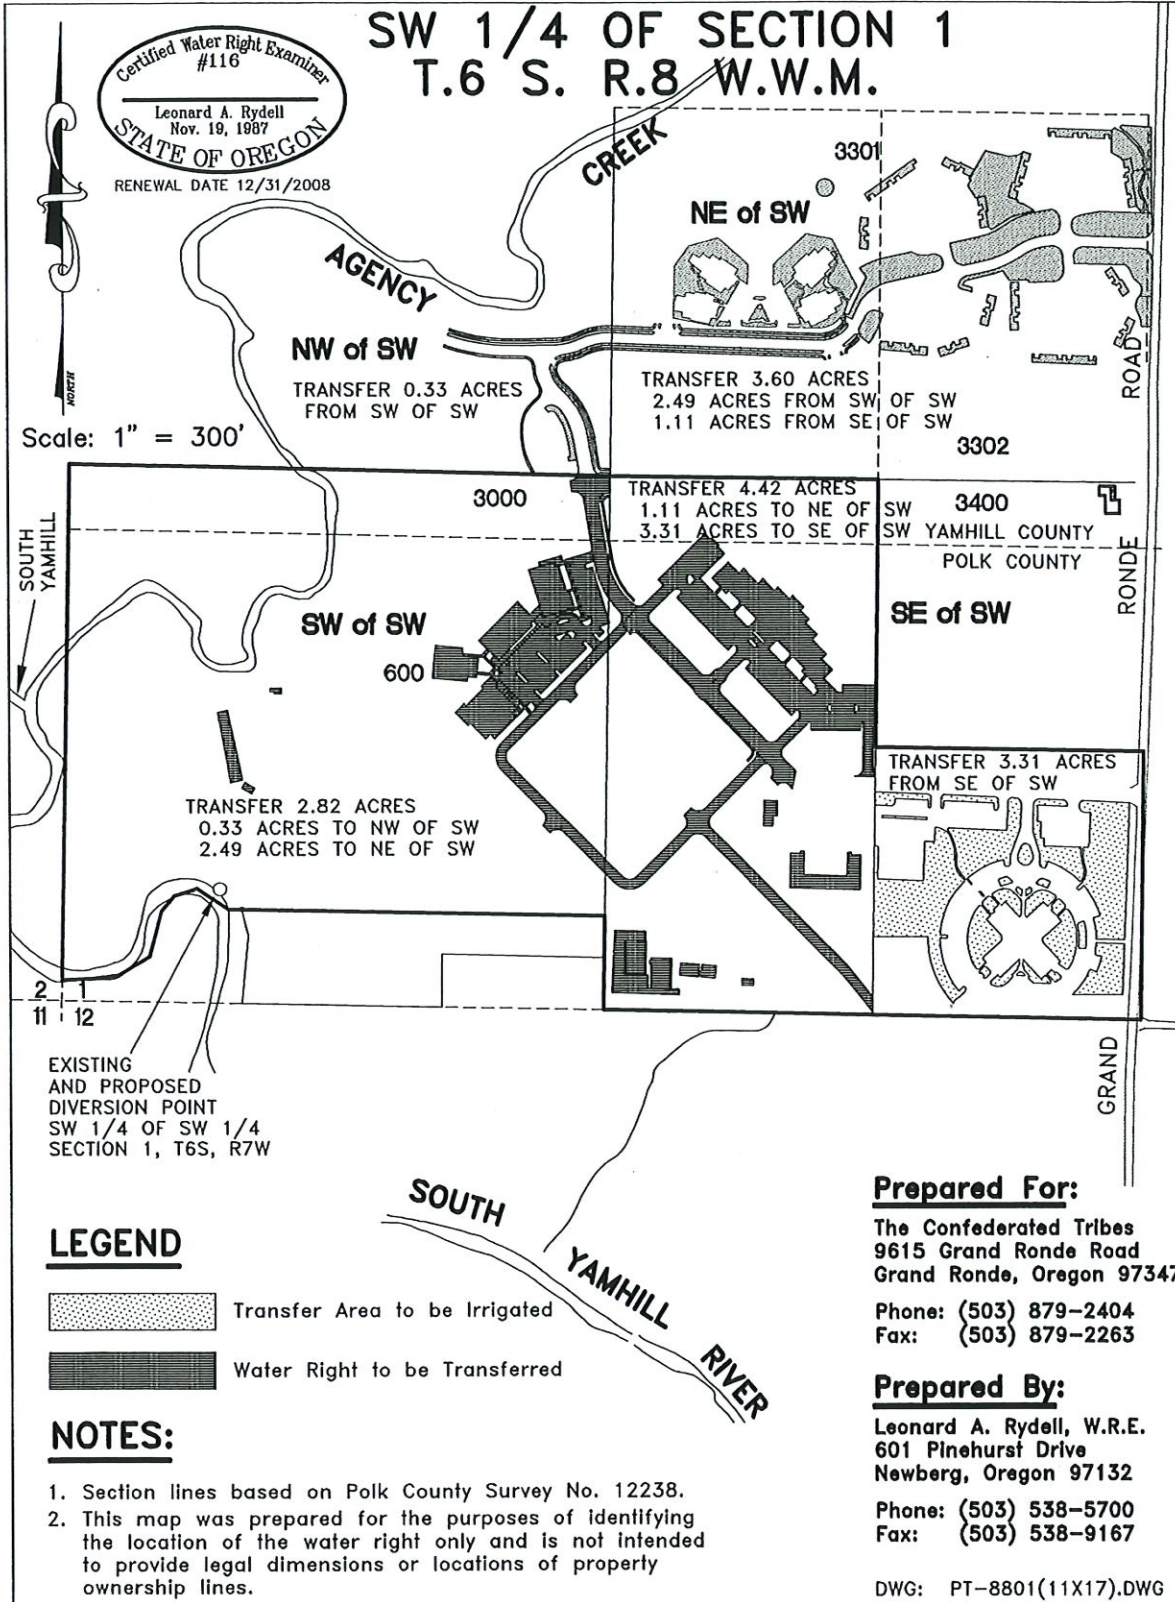 SW 1/4 OF SECTION 1
T.6 S. R.8 W.W.M.
Certified Water Right Examiner
#116
Leonard A. Rydell
Nov. 19, 1987
STATE OF OREGON
RENEWAL DATE 12/31/2008
NORTH
Scale: 1" = 300'
AGENCY
CREEK
3301
NE of SW
NW of SW
TRANSFER 0.33 ACRES
FROM SW OF SW
TRANSFER 3.60 ACRES
2.49 ACRES FROM SW OF SW
1.11 ACRES FROM SE OF SW
3302
3000
TRANSFER 4.42 ACRES
1.11 ACRES TO NE OF SW
3.31 ACRES TO SE OF SW
3400
YAMHILL COUNTY
POLK COUNTY
SOUTH
YAMHILL
SW of SW
600
SE of SW
GRAND
RONDE
ROAD
TRANSFER 2.82 ACRES
0.33 ACRES TO NW OF SW
2.49 ACRES TO NE OF SW
TRANSFER 3.31 ACRES
FROM SE OF SW
2 1
11 12
EXISTING
AND PROPOSED
DIVERSION POINT
SW 1/4 OF SW 1/4
SECTION 1, T6S, R7W
SOUTH
YAMHILL
RIVER
LEGEND
Transfer Area to be Irrigated
Water Right to be Transferred
NOTES:
1. Section lines based on Polk County Survey No. 12238.
2. This map was prepared for the purposes of identifying
the location of the water right only and is not intended
to provide legal dimensions or locations of property
ownership lines.
Prepared For:
The Confederated Tribes
9615 Grand Ronde Road
Grand Ronde, Oregon 97347
Phone: (503) 879-2404
Fax: (503) 879-2263
Prepared By:
Leonard A. Rydell, W.R.E.
601 Pinehurst Drive
Newberg, Oregon 97132
Phone: (503) 538-5700
Fax: (503) 538-9167
DWG: PT-8801(11X17).DWG